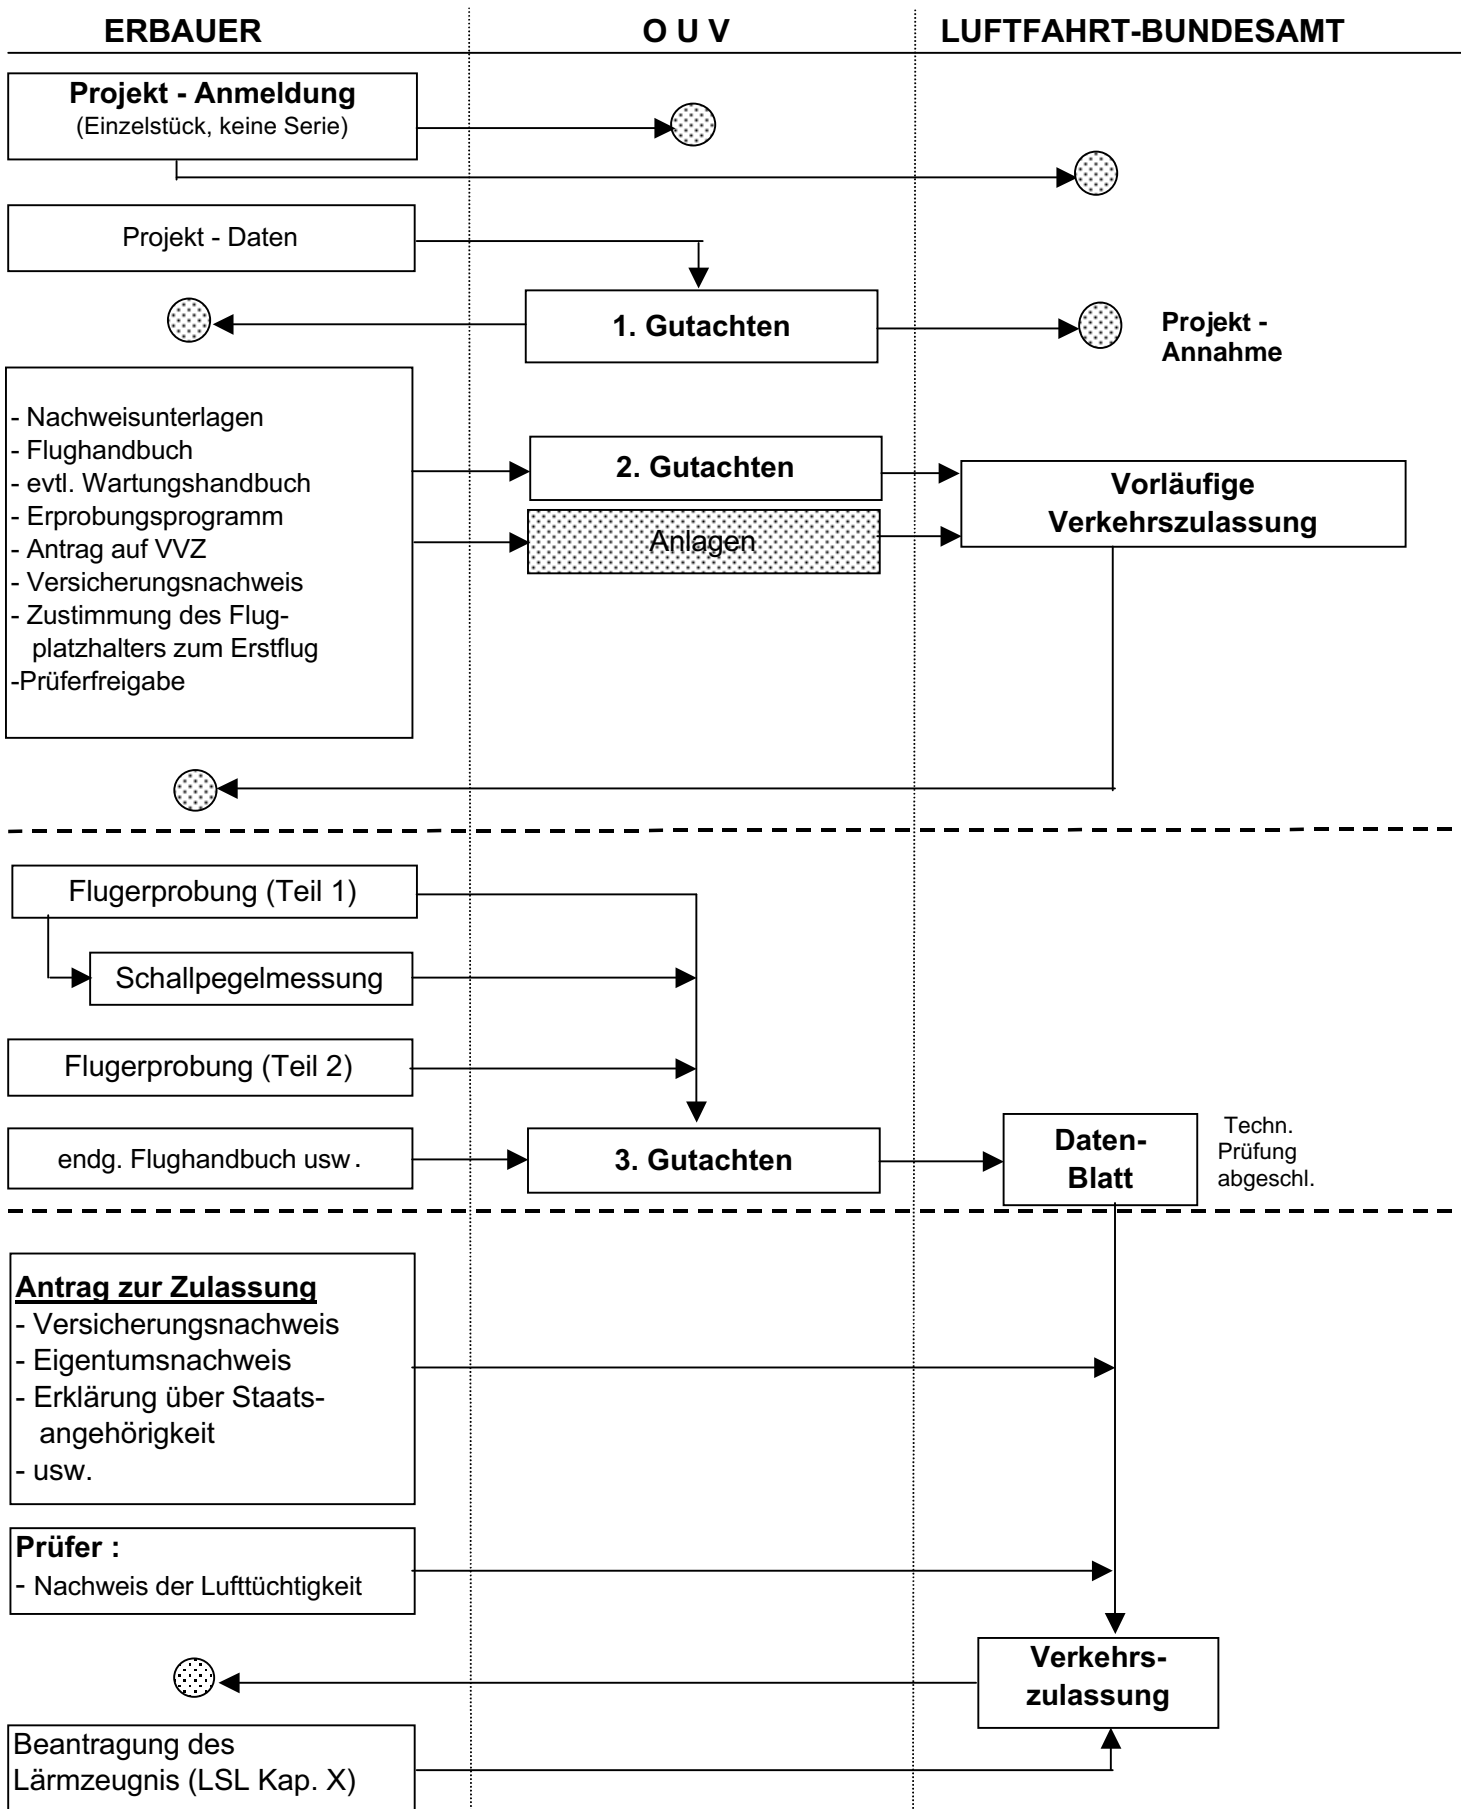 ERBAUER
O U V
LUFTFAHRT-BUNDESAMT
Projekt - Anmeldung
(Einzelstück, keine Serie)
Projekt - Daten
1. Gutachten
Projekt -
Annahme
- Nachweisunterlagen
- Flughandbuch
- evtl. Wartungshandbuch
- Erprobungsprogramm
- Antrag auf VVZ
- Versicherungsnachweis
- Zustimmung des Flug-
platzhalters zum Erstflug
-Prüferfreigabe
2. Gutachten
Anlagen
Vorläufige
Verkehrszulassung
Flugerprobung (Teil 1)
Schallpegelmessung
Flugerprobung (Teil 2)
endg. Flughandbuch usw.
3. Gutachten
Daten-
Blatt
Techn.
Prüfung
abgeschl.
Antrag zur Zulassung
- Versicherungsnachweis
- Eigentumsnachweis
- Erklärung über Staats-
angehörigkeit
- usw.
Prüfer :
- Nachweis der Lufttüchtigkeit
Verkehrs-
zulassung
Beantragung des
Lärmzeugnis (LSL Kap. X)